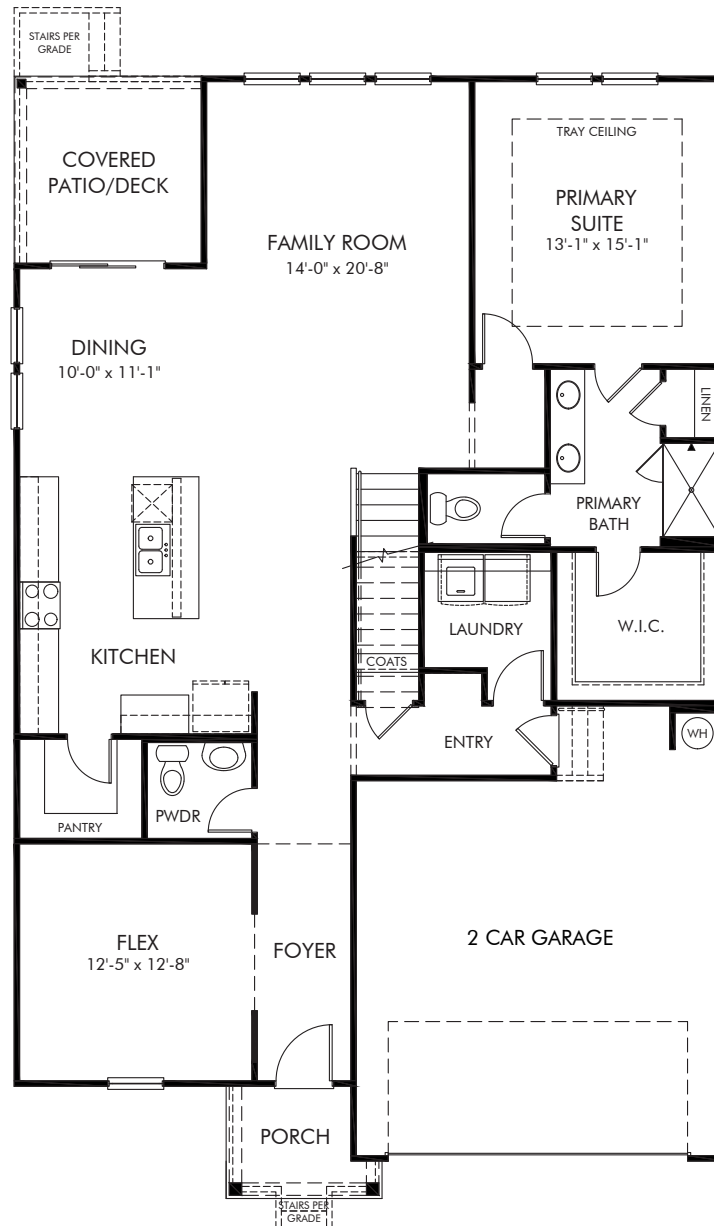 STAIRS PER
GRADE
COVERED
PATIO/DECK
FAMILY ROOM
14'-0" x 20'-8"
TRAY CEILING
PRIMARY
SUITE
13'-1" x 15'-1"
DINING
10'-0" x 11'-1"
LINEN
PRIMARY
BATH
KITCHEN
LAUNDRY
W.I.C.
COATS
ENTRY
WH
PANTRY
PWDR
FLEX
12'-5" x 12'-8"
FOYER
2 CAR GARAGE
PORCH
STAIRS PER
GRADE